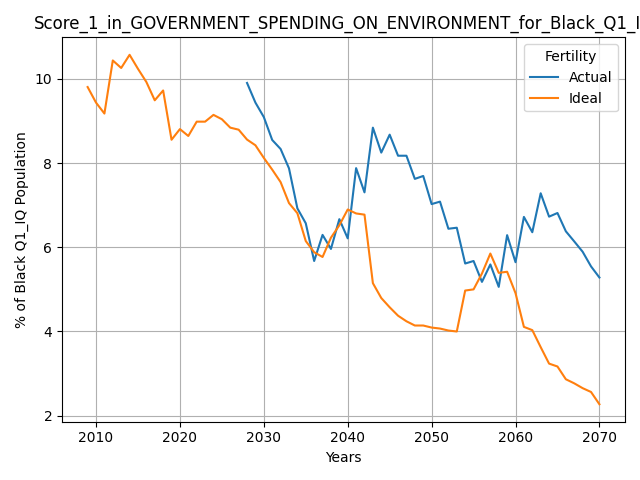 Score_1_in_GOVERNMENT_SPENDING_ON_ENVIRONMENT_for_Black_Q1_I
Fertility
Actual
Ideal
% of Black Q1_IQ Population
10
8
6
4
2
2010 2020 2030 2040 2050 2060 2070
Years